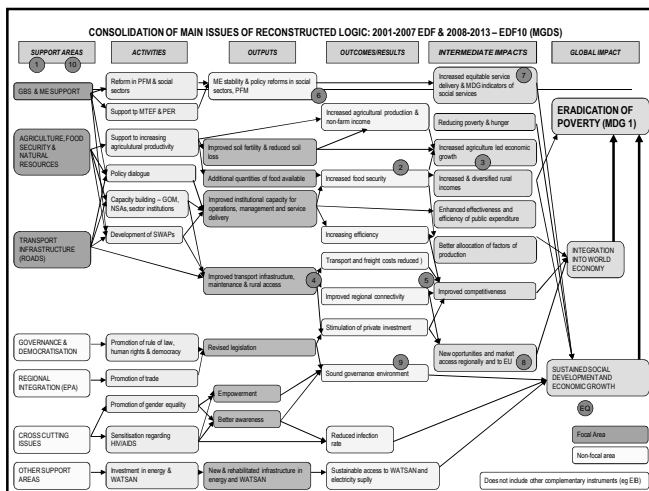 CONSOLIDATION OF MAIN ISSUES OF RECONSTRUCTED LOGIC: 2001-2007 EDF & 2008-2013 – EDF10 (MGDS)
SUPPORT AREAS
ACTIVITIES
OUTPUTS
OUTCOMES/RESULTS
INTERMEDIATE IMPACTS
GLOBAL IMPACT
1
10
GBS & ME SUPPORT
AGRICULTURE, FOOD
SECURITY &
NATURAL
RESOURCES
TRANSPORT
INFRASTRUCTURE
(ROADS)
GOVERNANCE &
DEMOCRATISATION
REGIONAL
INTEGRATION (EPA)
CROSS CUTTING
ISSUES
OTHER SUPPORT
AREAS
Reform in PFM & social
sectors
Support tp MTEF & PER
Support to increasing
agriculutural productivity
Policy dialogue
Capacity building – GOM,
NSAs, sector institutions
Development of SWAPs
Promotion of rule of law,
human rights & democracy
Promotion of trade
Promotion of gender equality
Sensitisation regarding
HIV/AIDS
Investment in energy &
WATSAN
ME stability & policy reforms in social
sectors, PFM
6
Improved soil fertility & reduced soil
loss
Additional quantities of food available
Improved institutional capacity for
operations, management and service
delivery
Improved transport infrastructure,
maintenance & rural access
4
Revised legislation
Empowerment
Better awareness
New & rehabilitated infrastructure in
energy and WATSAN
Increased agricultural production &
non-farm income
2
Increased food security
Increasing efficiency
Transport and freight costs reduced )
5
Improved regional connectivity
Stimulation of private investment
9
Sound governance environment
Reduced infection
rate
Sustainable access to WATSAN and
electricity suplly
7
Increased equitable service
delivery & MDG indicators of
social services
Reducing poverty & hunger
Increased agriculture led economic
growth
3
Increased & diversified rural
incomes
Enhanced effectiveness and
efficiency of public expenditure
Better allocation of factors of
production
Improved competitiveness
New opportunities and market
access regionally and to EU
8
ERADICATION OF
POVERTY (MDG 1)
INTEGRATION
INTO WORLD
ECONOMY
SUSTAINED SOCIAL
DEVELOPMENT AND
ECONOMIC GROWTH
EQ
Focal Area
Non-focal area
Does not include other complementary instruments (eg EIB)